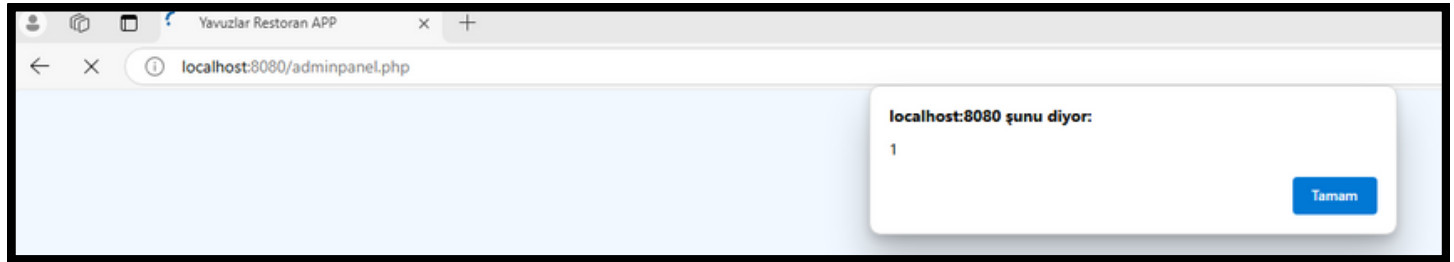 Yavuzlar Restoran APP
localhost:8080/adminpanel.php
localhost:8080 şunu diyor:
1
Tamam